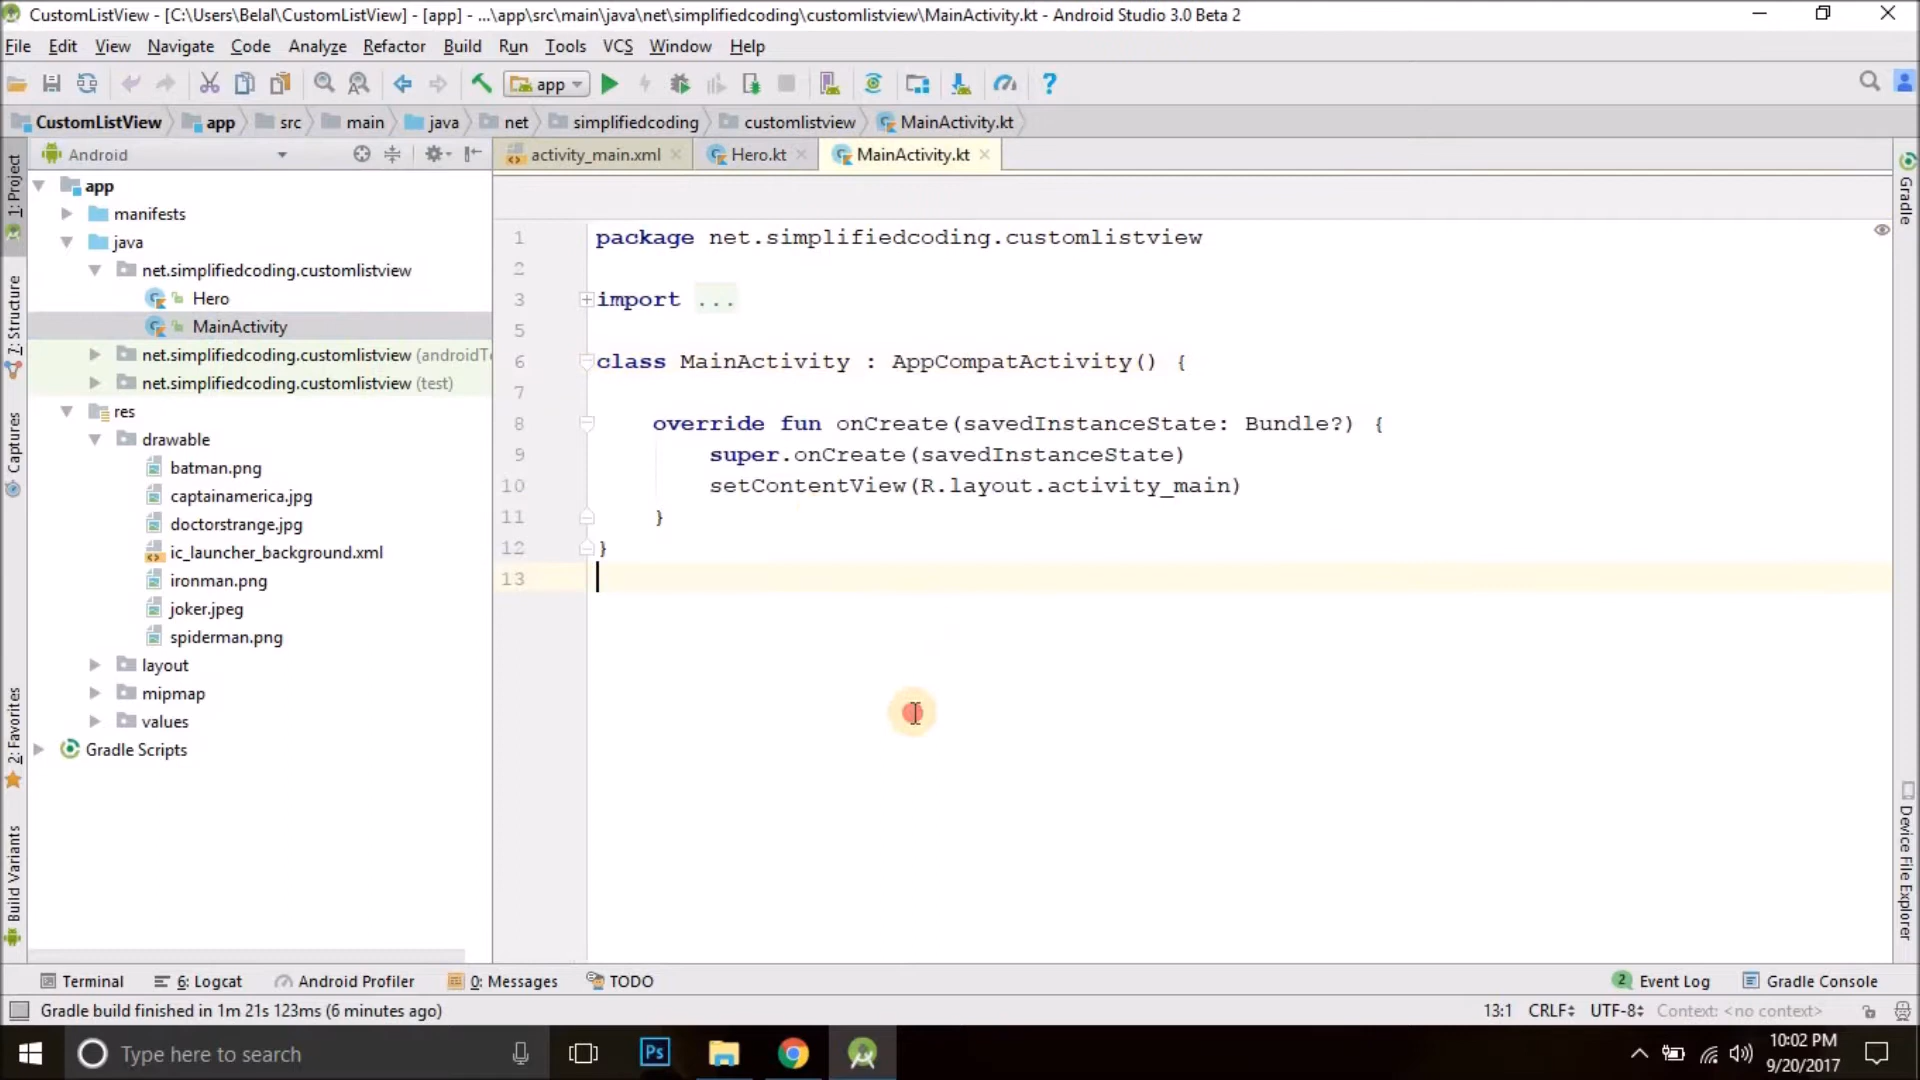 CustomListView - [C:\Users\Belal\CustomListView] - [app] - ...\app\src\main\java\net\simplifiedcoding\customlistview\MainActivity.kt - Android Studio 3.0 Beta 2
File Edit View Navigate Code Analyze Refactor Build Run Tools VCS Window Help
app
CustomListView app src main java net simplifiedcoding customlistview MainActivity.kt
Android
activity_main.xml Hero.kt MainActivity.kt
1: Project
7: Structure
Captures
2: Favorites
Build Variants
app
manifests
java
net.simplifiedcoding.customlistview
Hero
MainActivity
net.simplifiedcoding.customlistview (androidTe
net.simplifiedcoding.customlistview (test)
res
drawable
batman.png
captainamerica.jpg
doctorstrange.jpg
ic_launcher_background.xml
ironman.png
joker.jpeg
spiderman.png
layout
mipmap
values
Gradle Scripts
1 package net.simplifiedcoding.customlistview
2
3 import ...
5
6 class MainActivity : AppCompatActivity() {
7
8 override fun onCreate(savedInstanceState: Bundle?) {
9 super.onCreate(savedInstanceState)
10 setContentView(R.layout.activity_main)
11 }
12 }
13
Gradle
Device File Explorer
Terminal 6: Logcat Android Profiler 0: Messages TODO 2 Event Log Gradle Console
Gradle build finished in 1m 21s 123ms (6 minutes ago) 13:1 CRLF UTF-8 Context: <no context>
Type here to search Ps 10:02 PM
9/20/2017